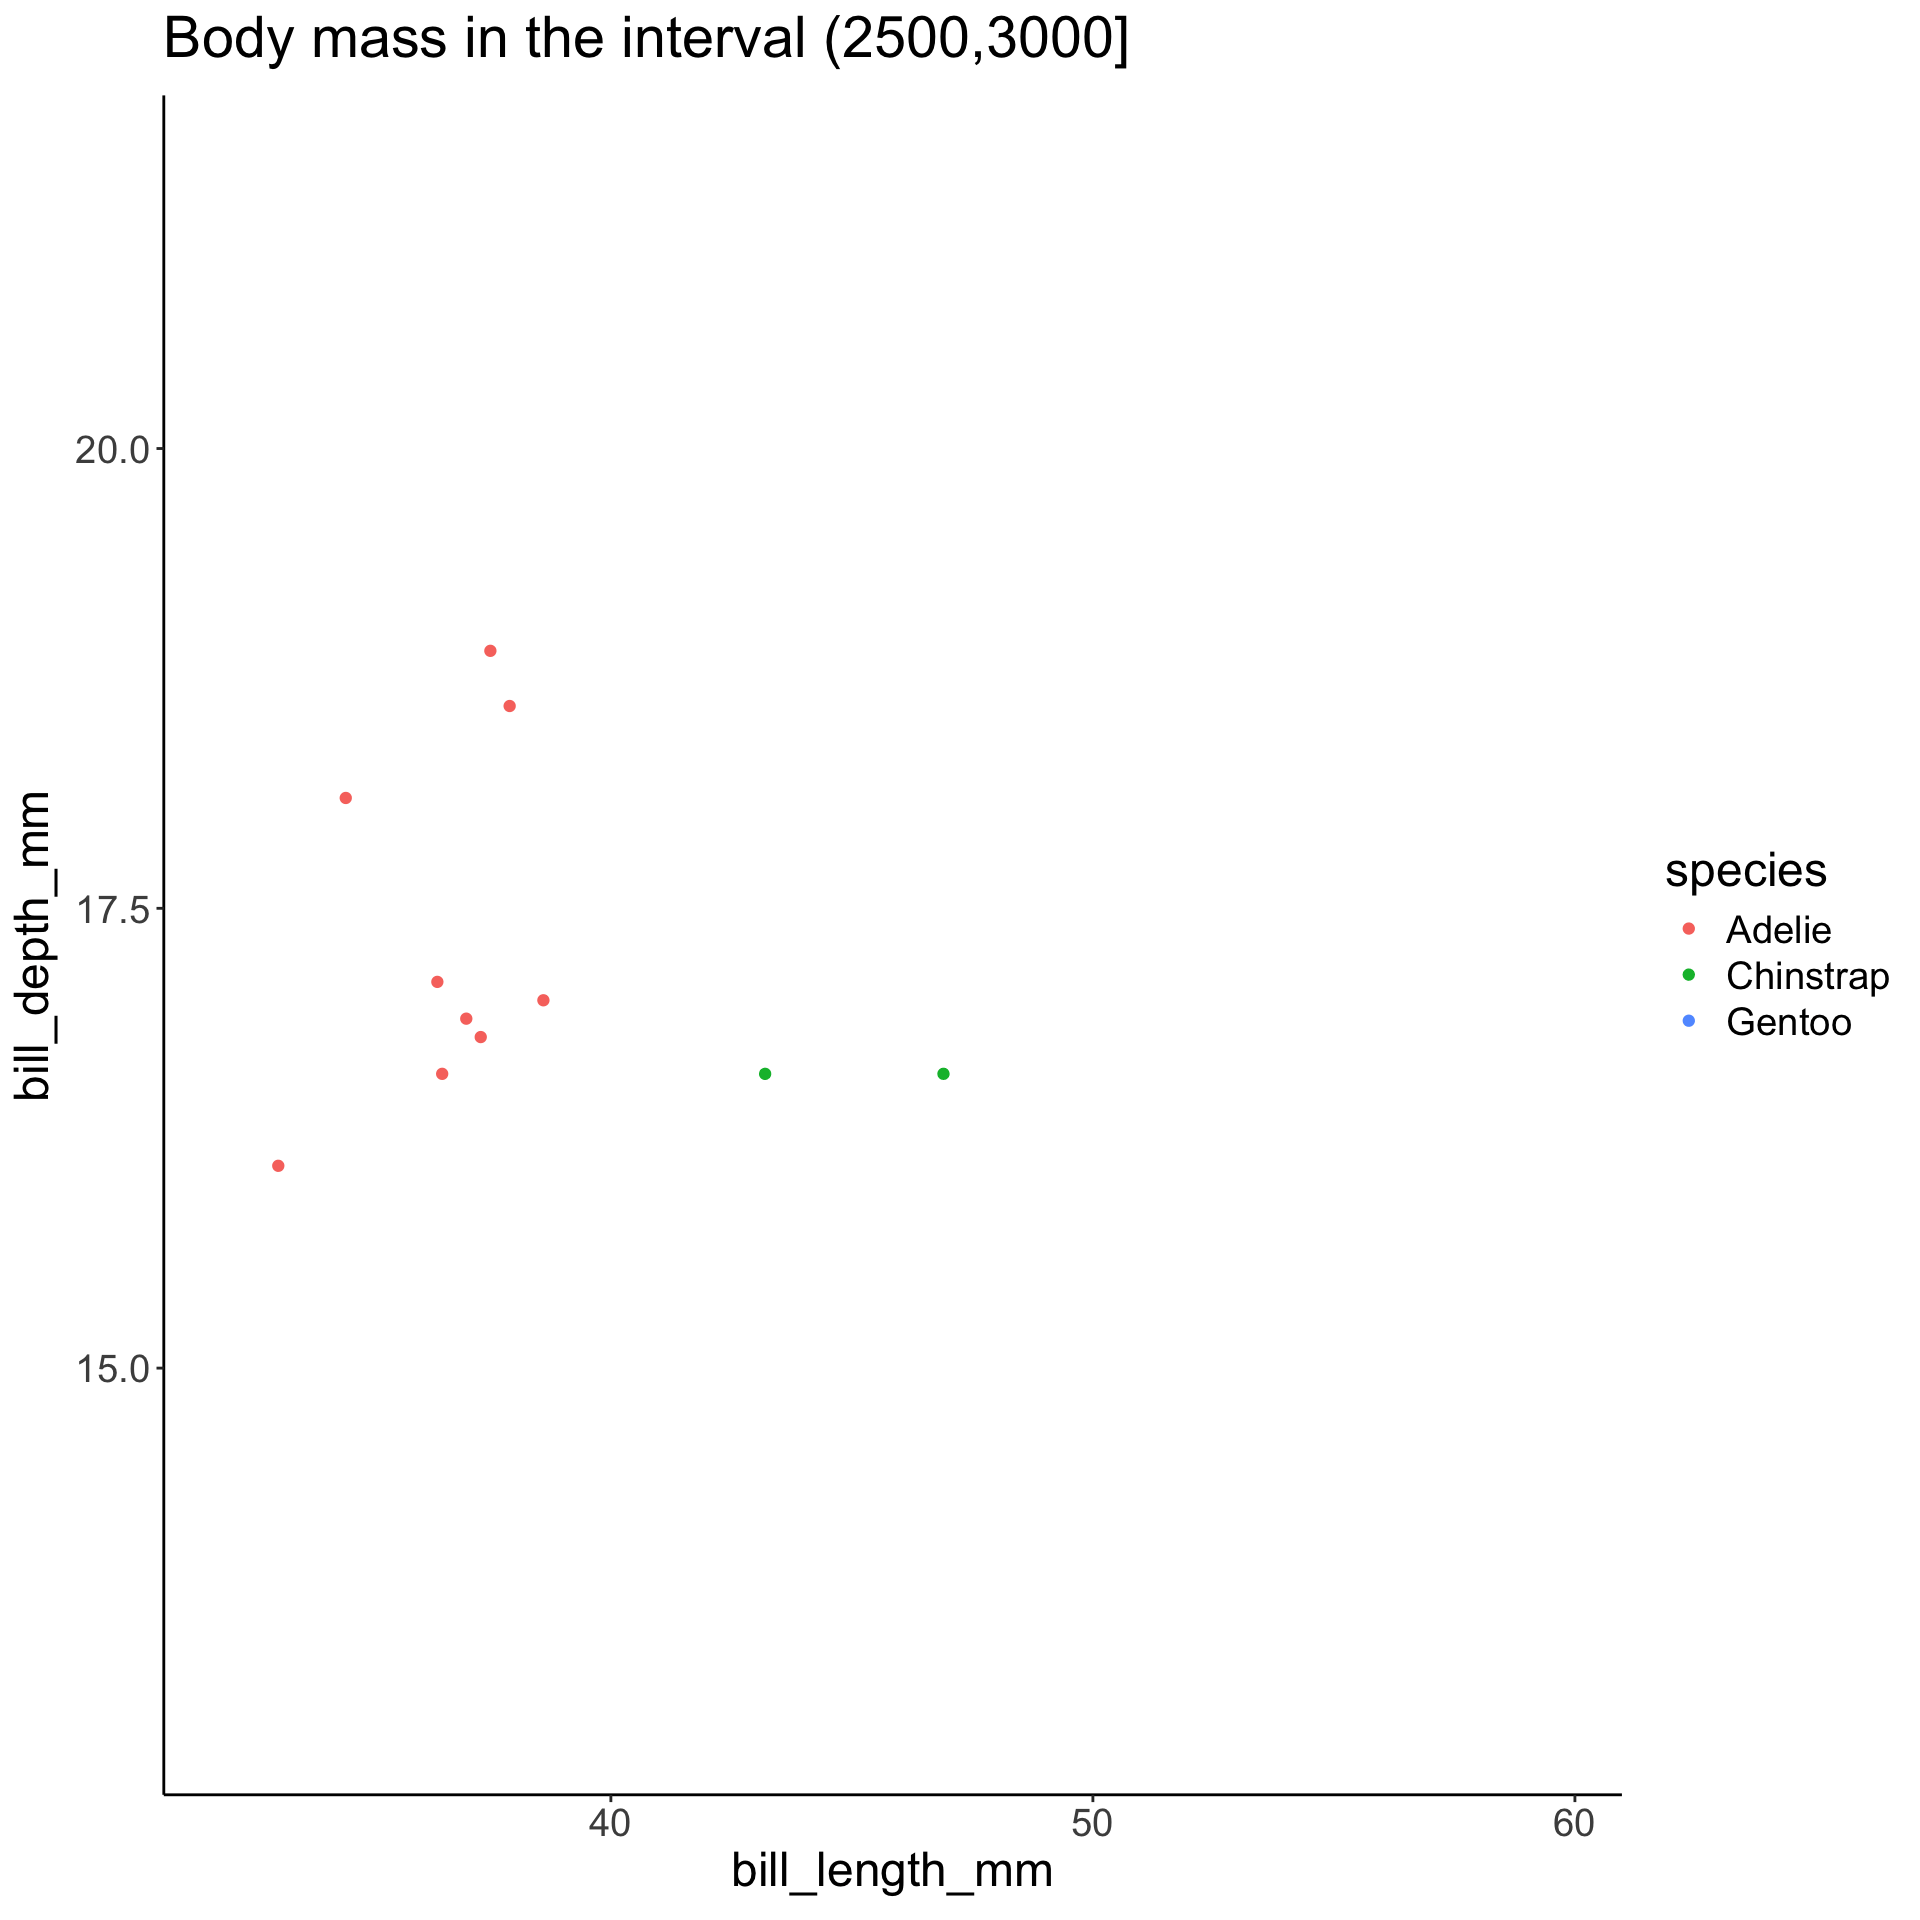 Body mass in the interval (2500,3000]
20.0
17.5
15.0
bill_depth_mm
40 50 60
bill_length_mm
species
Adelie
Chinstrap
Gentoo